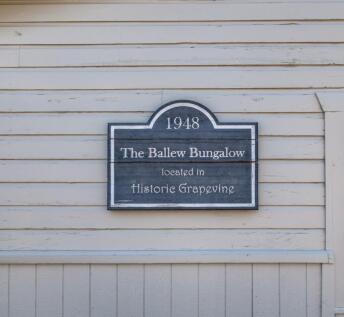 1948
The Ballew Bungalow
located in
Historic Grapevine